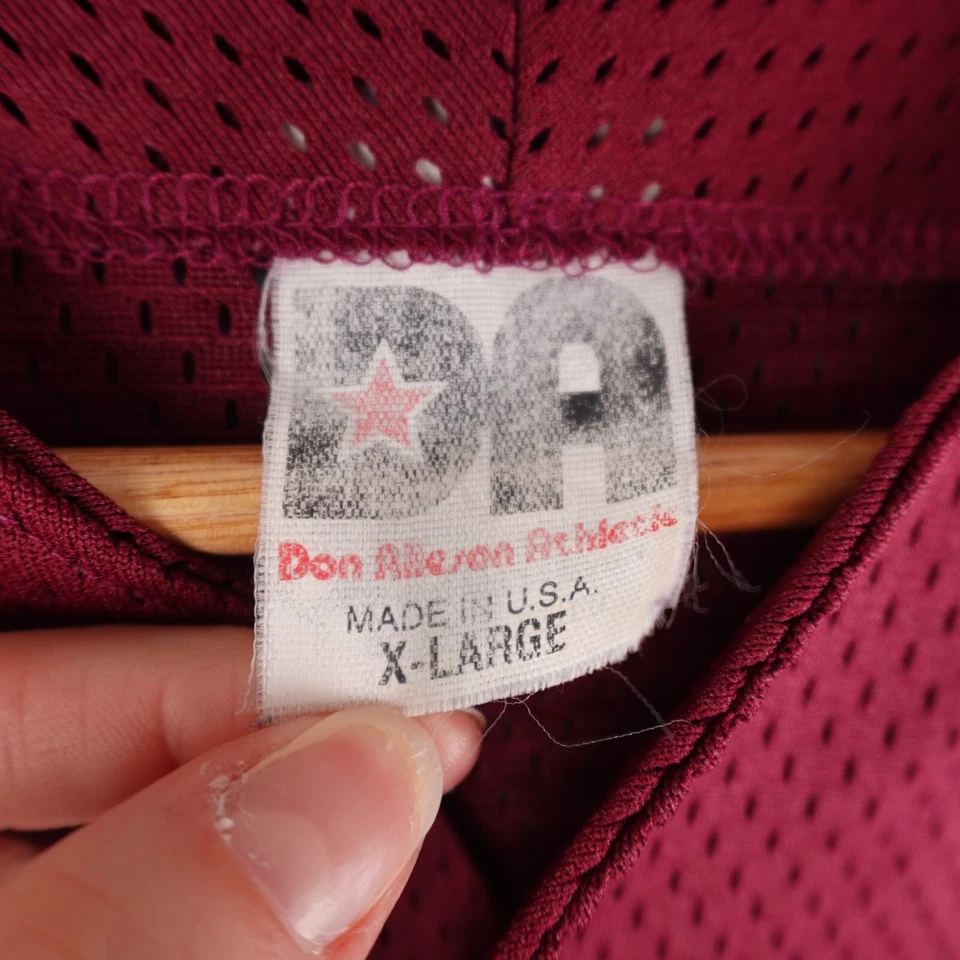 DA
Don Alleson Athletic
MADE IN U.S.A.
X-LARGE